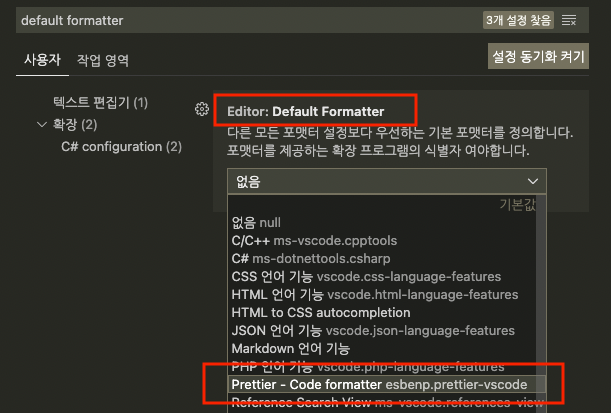 default formatter
3개 설정 찾음
사용자 작업 영역
설정 동기화 켜기
텍스트 편집기 (1)
확장 (2)
C# configuration (2)
Editor: Default Formatter
다른 모든 포맷터 설정보다 우선하는 기본 포맷터를 정의합니다.
포맷터를 제공하는 확장 프로그램의 식별자 여야합니다.
없음
기본값
없음 null
C/C++ ms-vscode.cpptools
C# ms-dotnettools.csharp
CSS 언어 기능 vscode.css-language-features
HTML 언어 기능 vscode.html-language-features
HTML to CSS autocompletion
JSON 언어 기능 vscode.json-language-features
Markdown 언어 기능
PHP 언어 기능 vscode.php-language-features
Prettier - Code formatter esbenp.prettier-vscode
Reference Search View ms-vscode.references-view